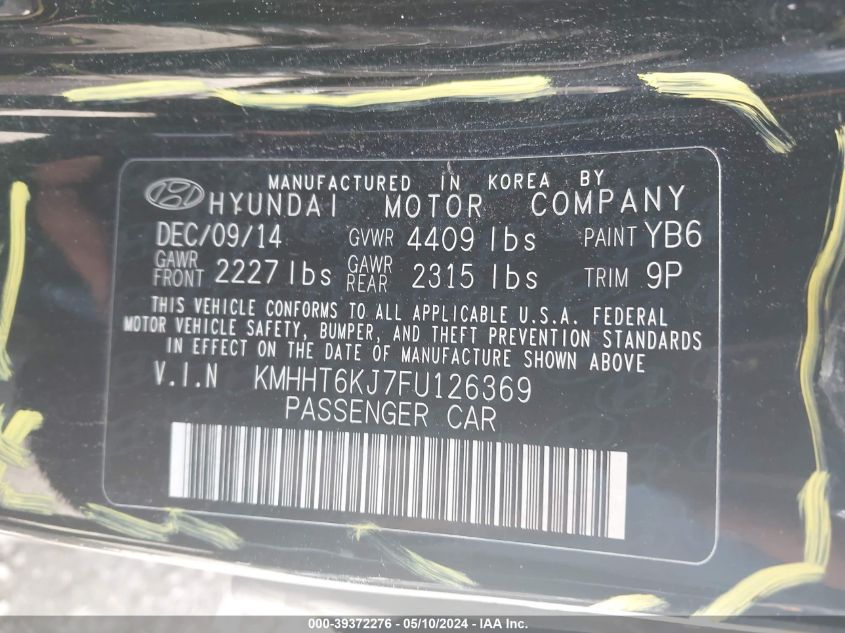 MANUFACTURED IN KOREA BY
HYUNDAI MOTOR COMPANY
DEC/09/14 GVWR 4409 lbs PAINT YB6
GAWR FRONT 2227 lbs GAWR REAR 2315 lbs TRIM 9P
THIS VEHICLE CONFORMS TO ALL APPLICABLE U.S.A. FEDERAL
MOTOR VEHICLE SAFETY, BUMPER, AND THEFT PREVENTION STANDARDS
IN EFFECT ON THE DATE OF MANUFACTURE SHOWN ABOVE
V.I.N KMHHT6KJ7FU126369
PASSENGER CAR
000-39372276 - 05/10/2024 - IAA Inc.